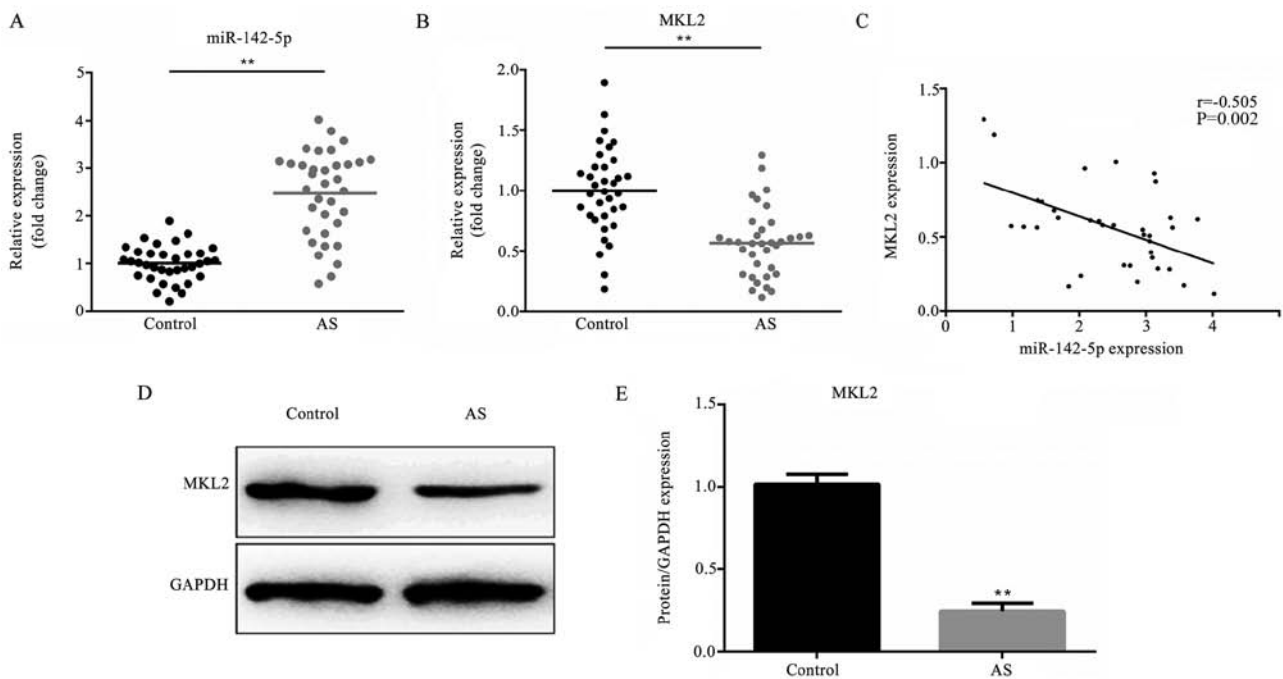 A
miR-142-5p
**
Relative expression
(fold change)
5
4
3
2
1
0
Control AS
B
MKL2
**
Relative expression
(fold change)
2.0
1.5
1.0
0.5
0.0
Control AS
C
r=-0.505
P=0.002
MKL2 expression
1.5
1.0
0.5
0.0
0 1 2 3 4
miR-142-5p expression
D
Control AS
MKL2
GAPDH
E
MKL2
Protein/GAPDH expression
1.5
1.0
0.5
0.0
**
Control AS